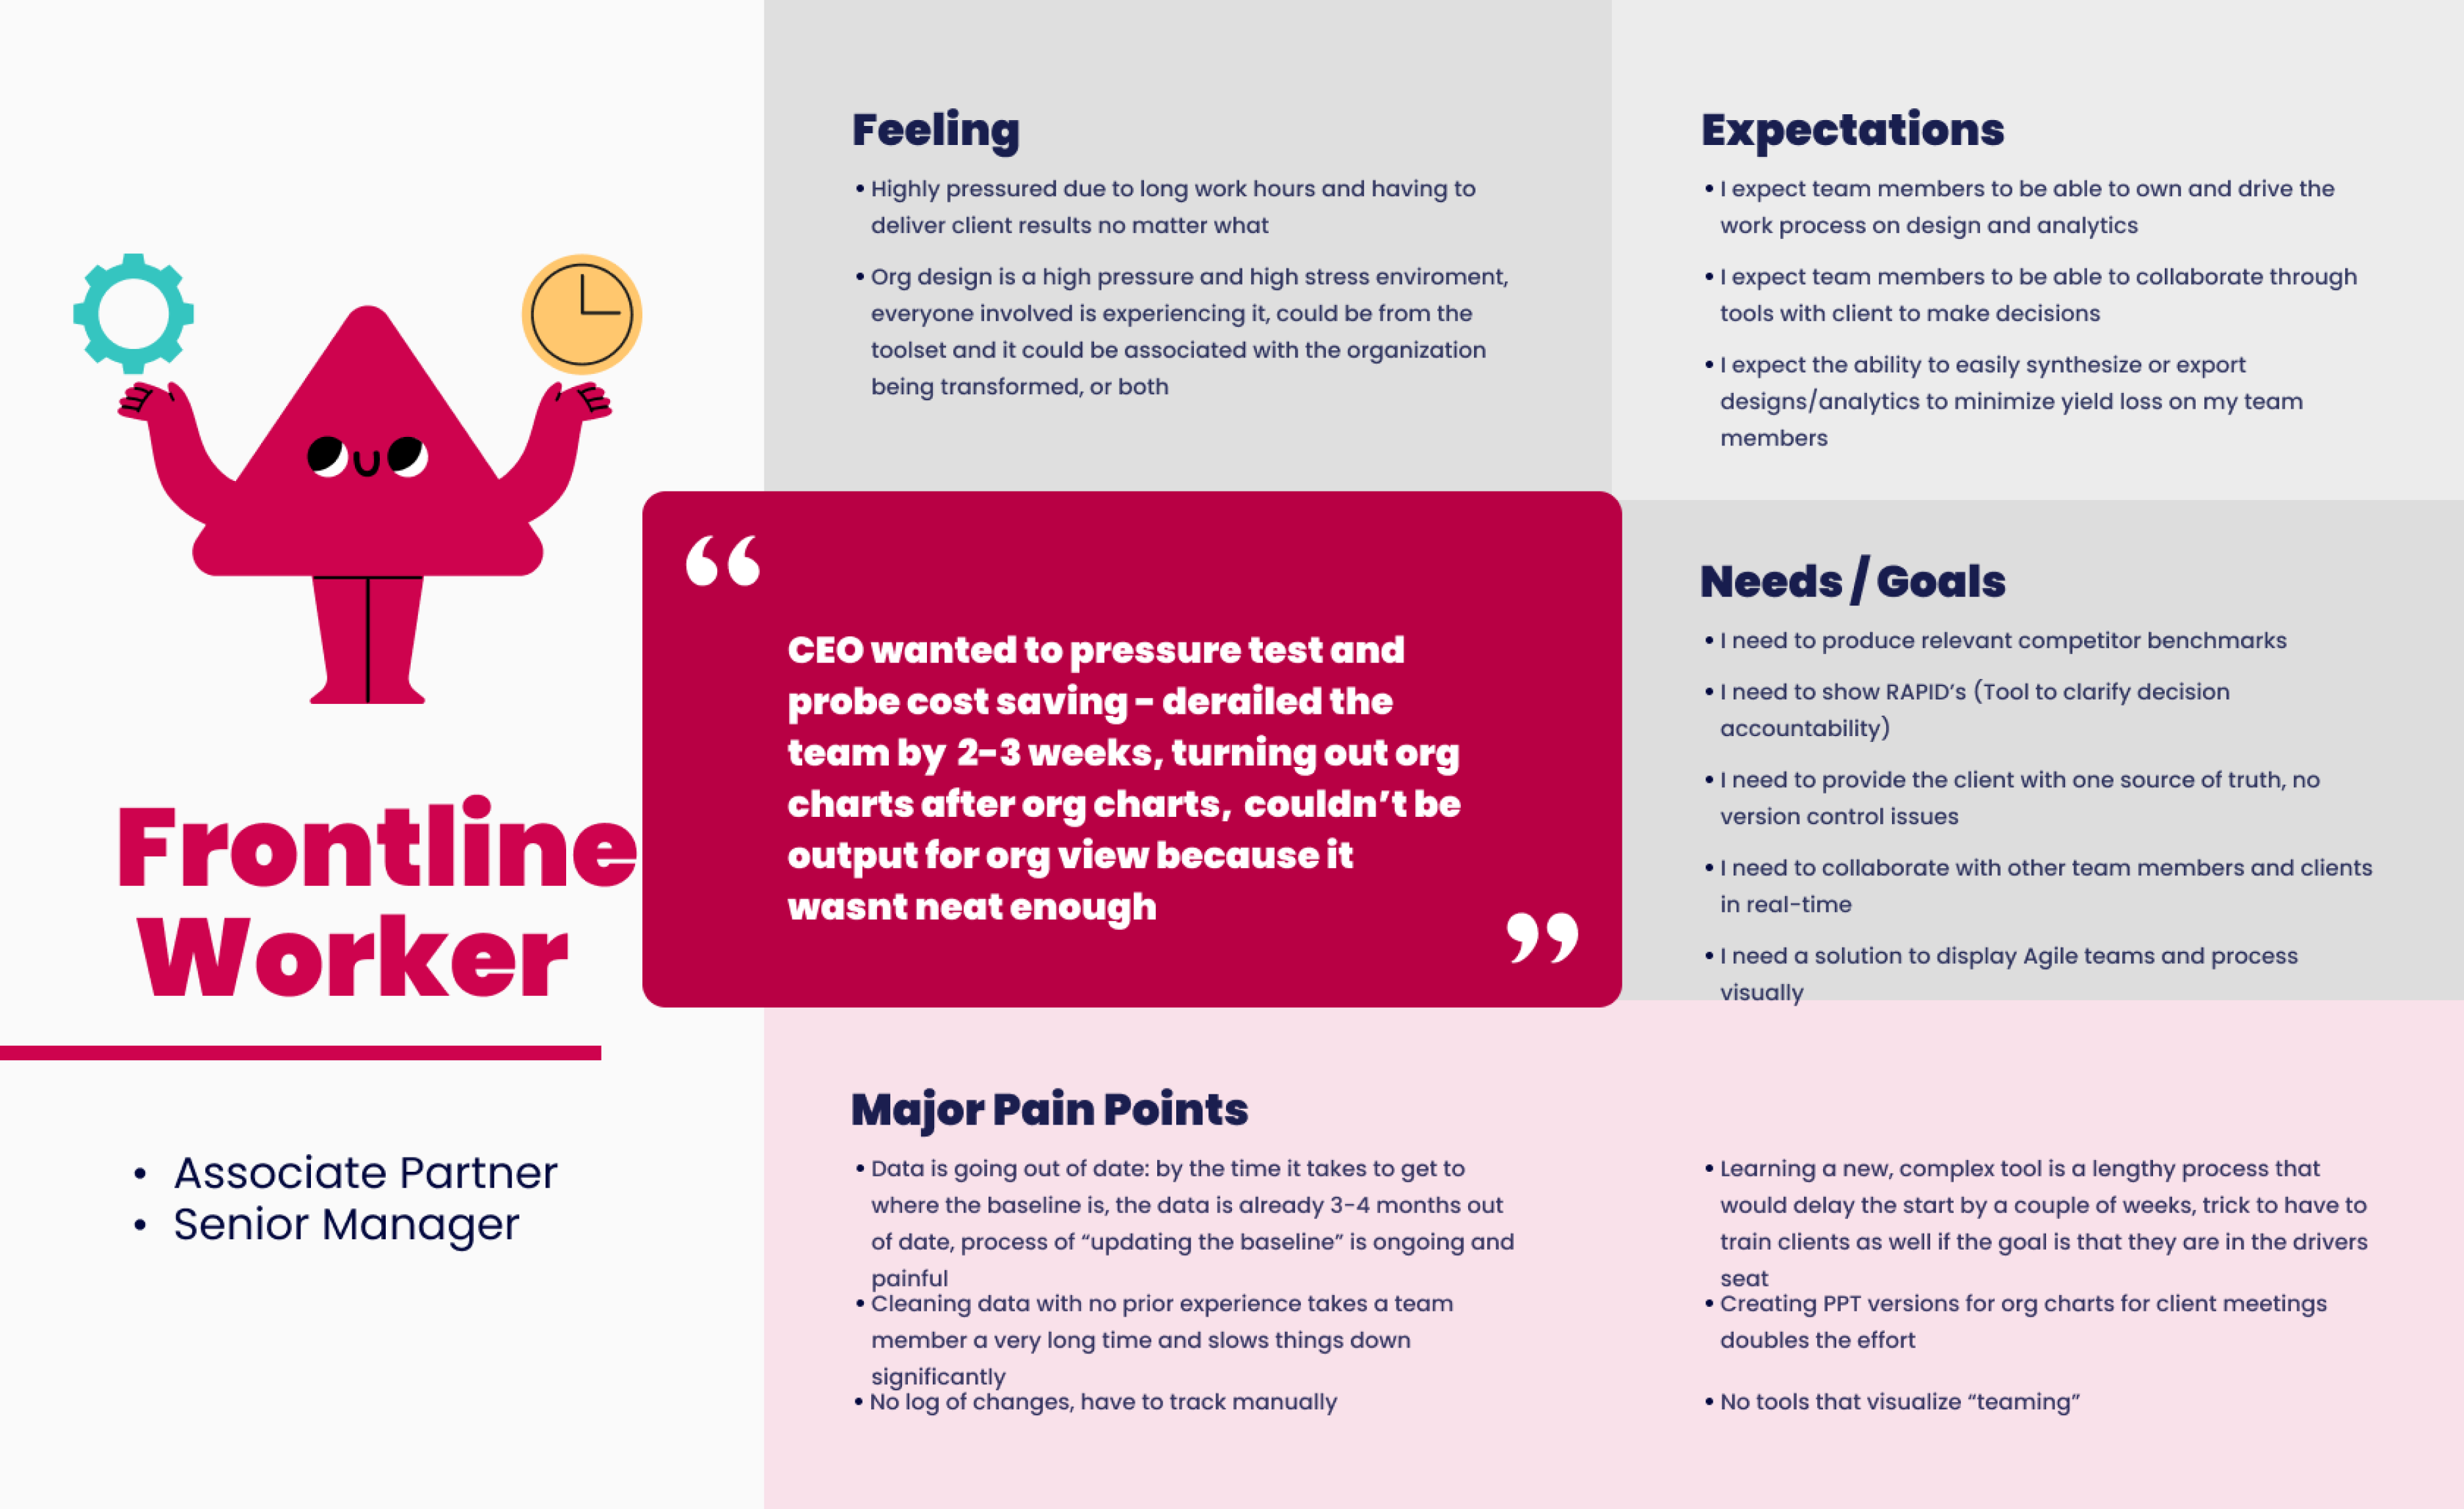 Frontline
Worker
• Associate Partner
• Senior Manager
Feeling
• Highly pressured due to long work hours and having to
deliver client results no matter what
• Org design is a high pressure and high stress enviroment,
everyone involved is experiencing it, could be from the
toolset and it could be associated with the organization
being transformed, or both
Expectations
• I expect team members to be able to own and drive the
work process on design and analytics
• I expect team members to be able to collaborate through
tools with client to make decisions
• I expect the ability to easily synthesize or export
designs/analytics to minimize yield loss on my team
members
“
CEO wanted to pressure test and
probe cost saving - derailed the
team by 2-3 weeks, turning out org
charts after org charts, couldn’t be
output for org view because it
wasnt neat enough
”
Needs / Goals
• I need to produce relevant competitor benchmarks
• I need to show RAPID’s (Tool to clarify decision
accountability)
• I need to provide the client with one source of truth, no
version control issues
• I need to collaborate with other team members and clients
in real-time
• I need a solution to display Agile teams and process
visually
Major Pain Points
• Data is going out of date: by the time it takes to get to
where the baseline is, the data is already 3-4 months out
of date, process of “updating the baseline” is ongoing and
painful
• Cleaning data with no prior experience takes a team
member a very long time and slows things down
significantly
• No log of changes, have to track manually
• Learning a new, complex tool is a lengthy process that
would delay the start by a couple of weeks, trick to have to
train clients as well if the goal is that they are in the drivers
seat
• Creating PPT versions for org charts for client meetings
doubles the effort
• No tools that visualize “teaming”